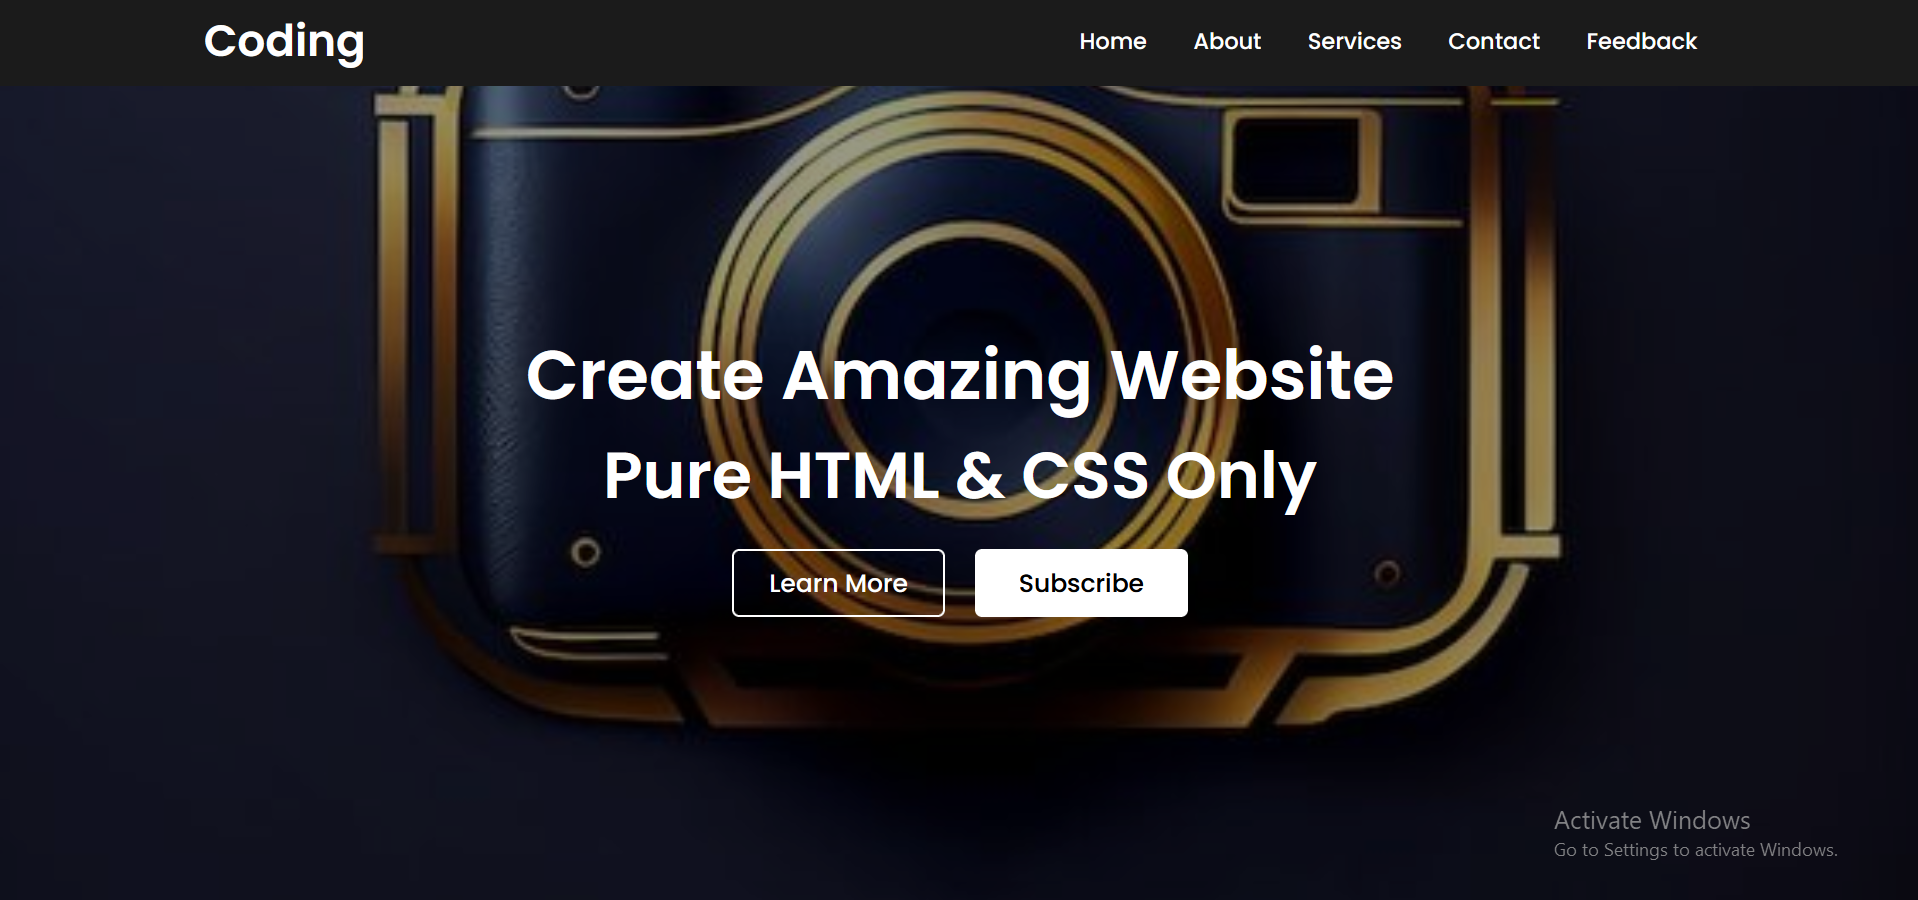 Coding
Home About Services Contact Feedback
Create Amazing Website
Pure HTML & CSS Only
Learn More Subscribe
Activate Windows
Go to Settings to activate Windows.